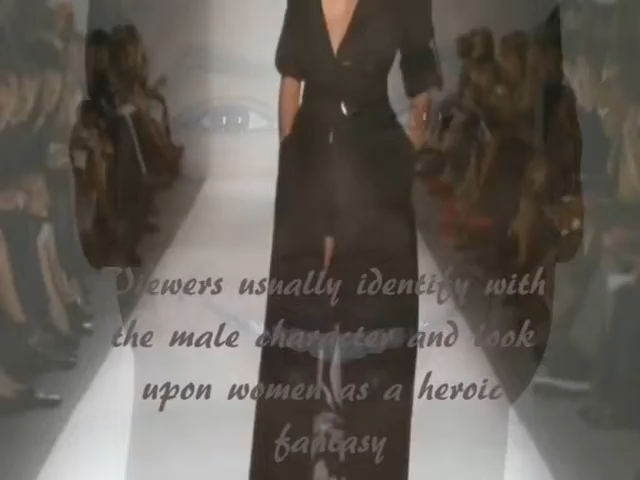 Viewers usually identify with
the male character and look
upon women as a heroic
fantasy